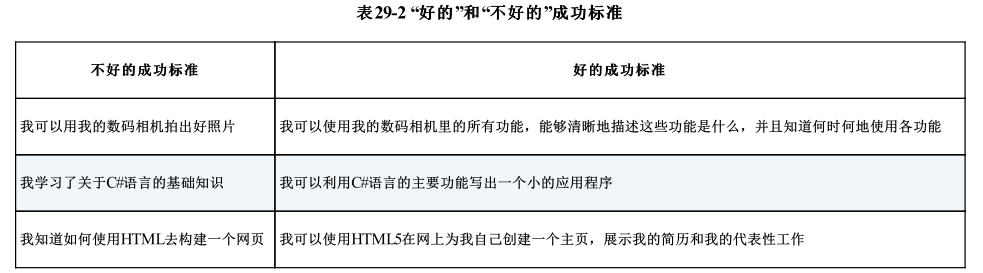 表29-2 “好的”和“不好的”成功标准
不好的成功标准
好的成功标准
我可以用我的数码相机拍出好照片
我可以使用我的数码相机里的所有功能，能够清晰地描述这些功能是什么，并且知道何时何地使用各功能
我学习了关于C#语言的基础知识
我可以利用C#语言的主要功能写出一个小的应用程序
我知道如何使用HTML去构建一个网页
我可以使用HTML5在网上为我自己创建一个主页，展示我的简历和我的代表性工作